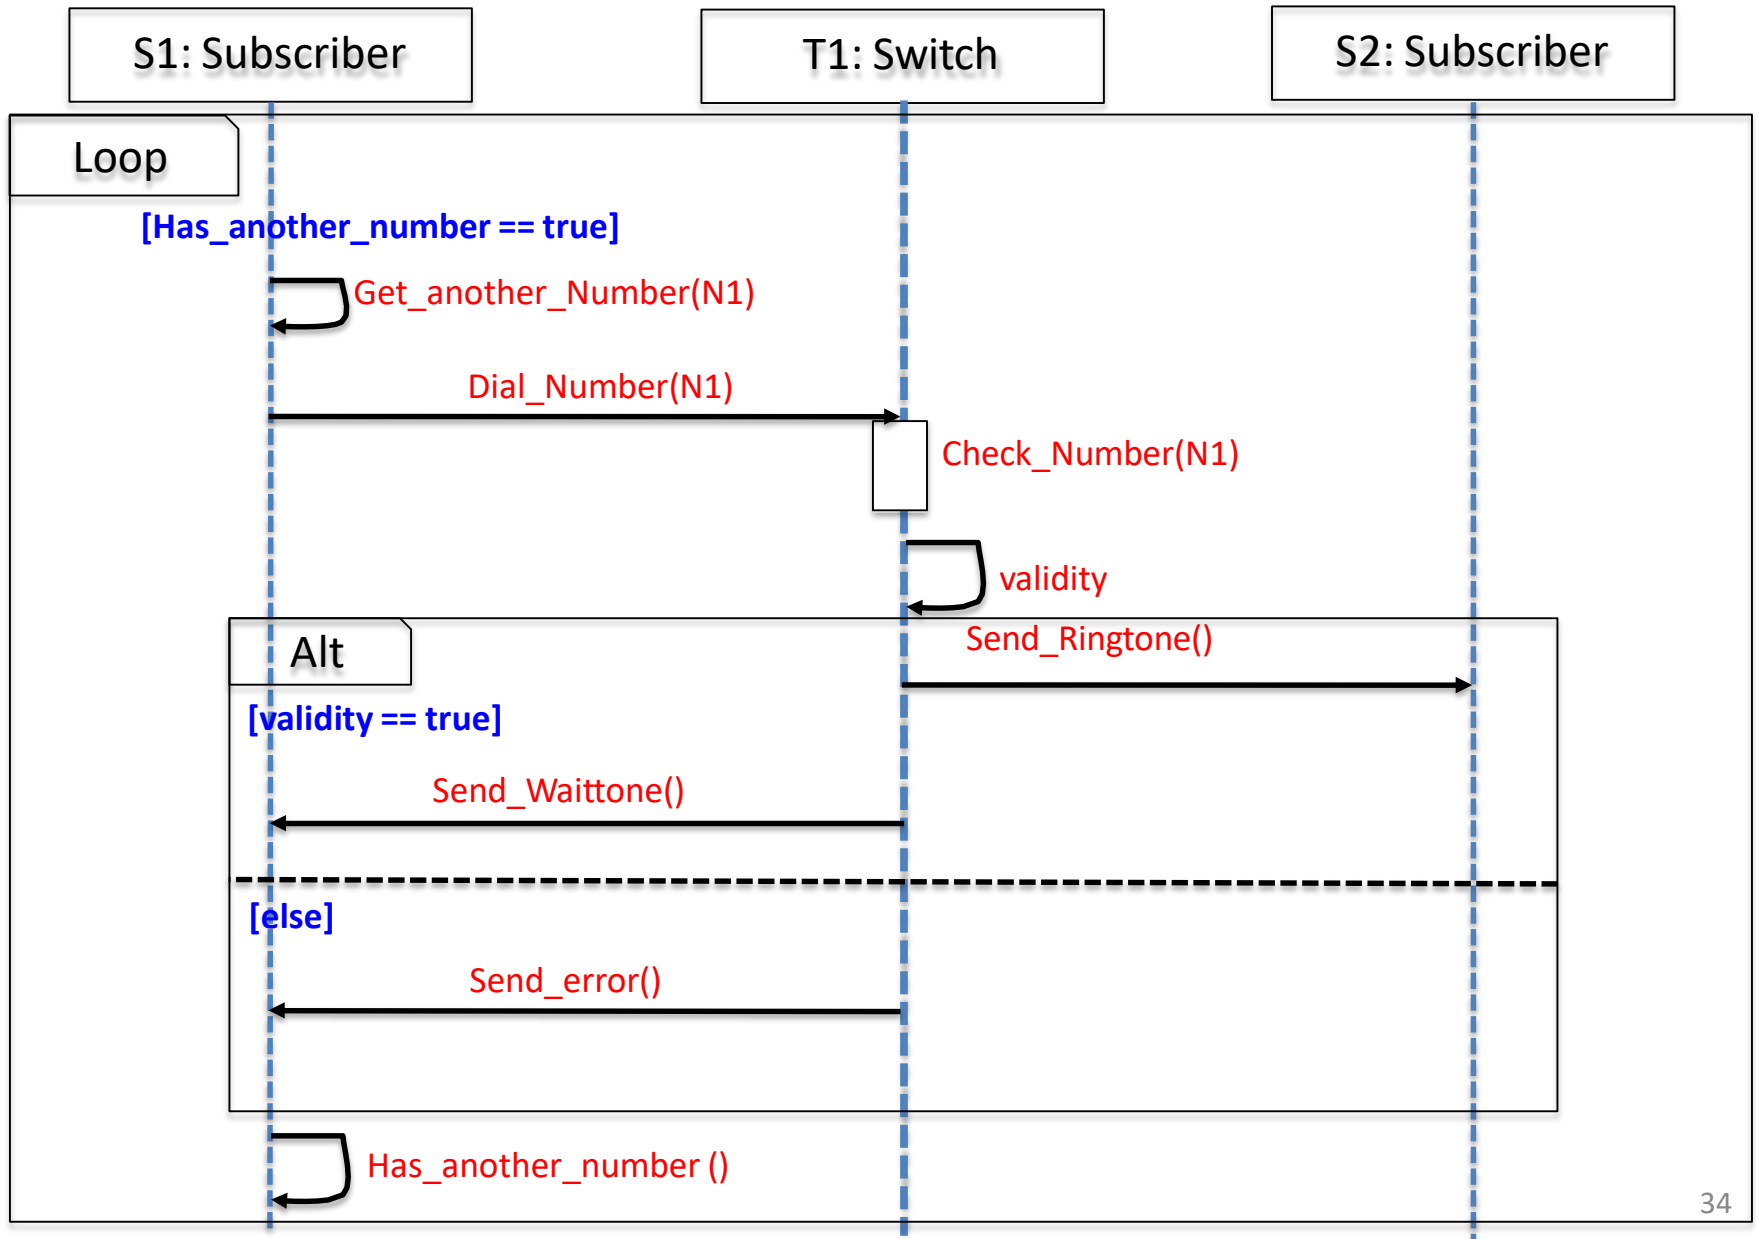 S1: Subscriber
T1: Switch
S2: Subscriber
Loop
[Has_another_number == true]
Get_another_Number(N1)
Dial_Number(N1)
Check_Number(N1)
validity
Alt
Send_Ringtone()
[validity == true]
Send_Waittone()
[else]
Send_error()
Has_another_number ()
34